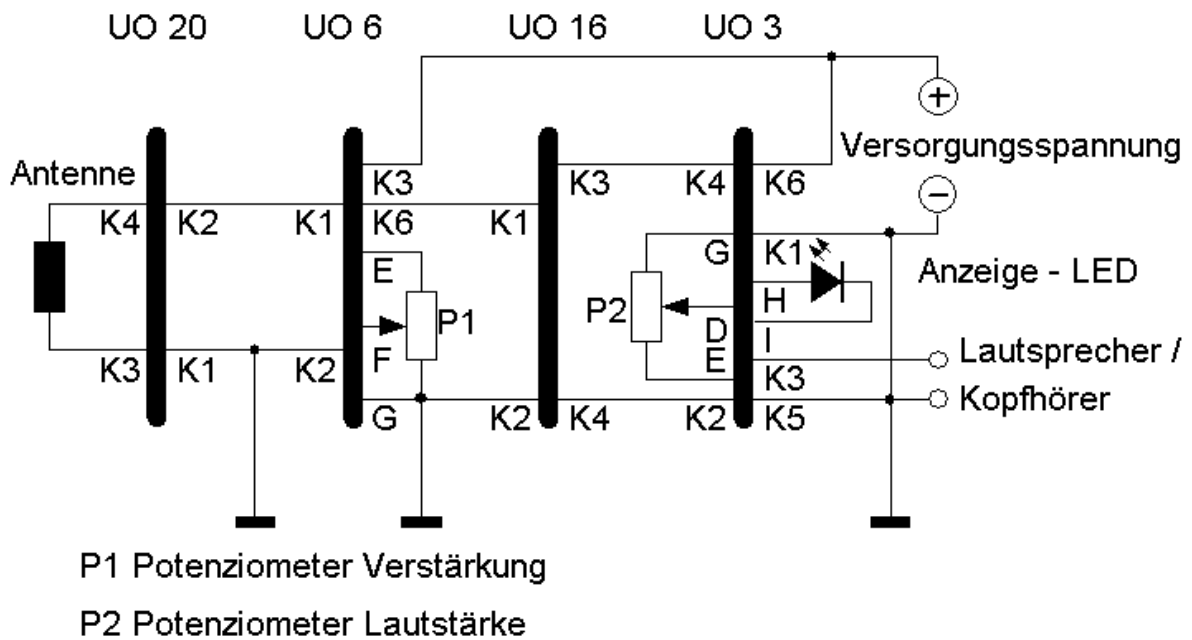 UO 20 UO 6 UO 16 UO 3
+
Versorgungsspannung
Antenne
K3 K3 K4 K6
K4 K2 K1 K6 K1
−
G K1
E Anzeige - LED
P1 P2 H
D
F E I Lautsprecher /
K3 K1 K2 K3 Kopfhörer
G K2 K4 K2 K5
P1 Potenziometer Verstärkung
P2 Potenziometer Lautstärke